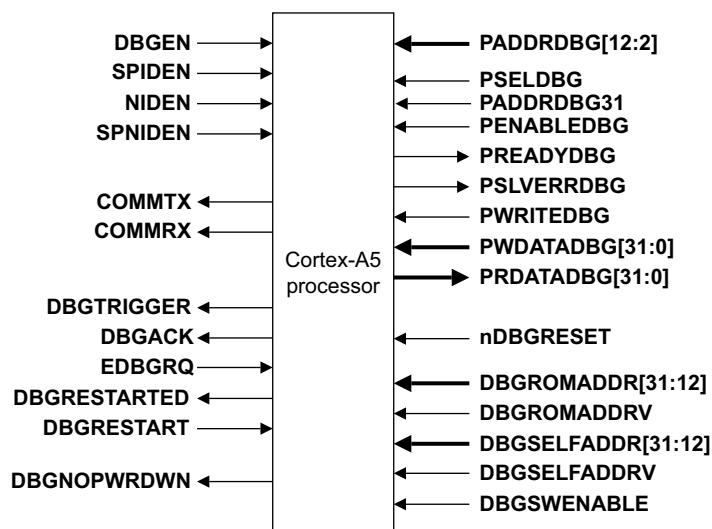 DBGEN
SPIDEN
NIDEN
SPNIDEN
COMMTX
COMMRX
DBGTRIGGER
DBGACK
EDBGRQ
DBGRESTARTED
DBGRESTART
DBGNOPWRDWN
Cortex-A5
processor
PADDRDBG[12:2]
PSELDBG
PADDRDBG31
PENABLEDBG
PREADYDBG
PSLVERRDBG
PWRITEDBG
PWDATADBG[31:0]
PRDATADBG[31:0]
nDBGRESET
DBGROMADDR[31:12]
DBGROMADDRV
DBGSELFADDR[31:12]
DBGSELFADDRV
DBGSWENABLE